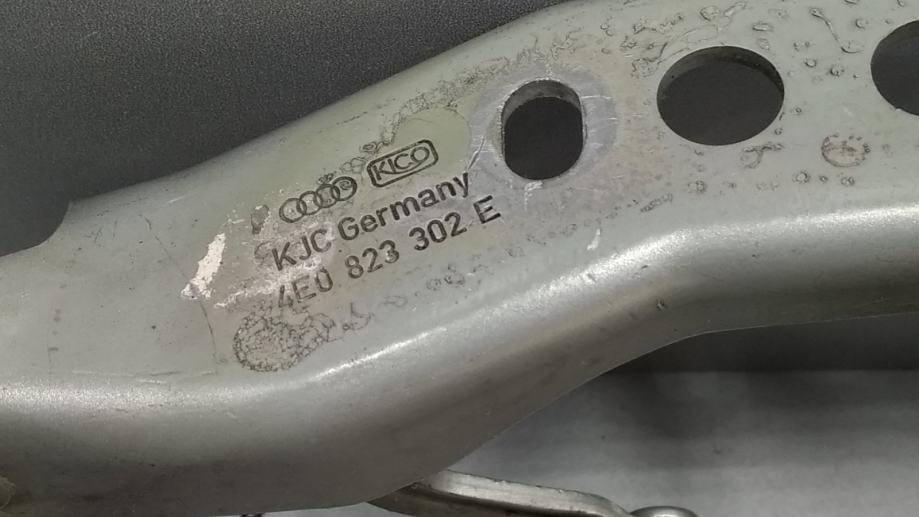 KICO
KJC Germany
4E0 823 302 E